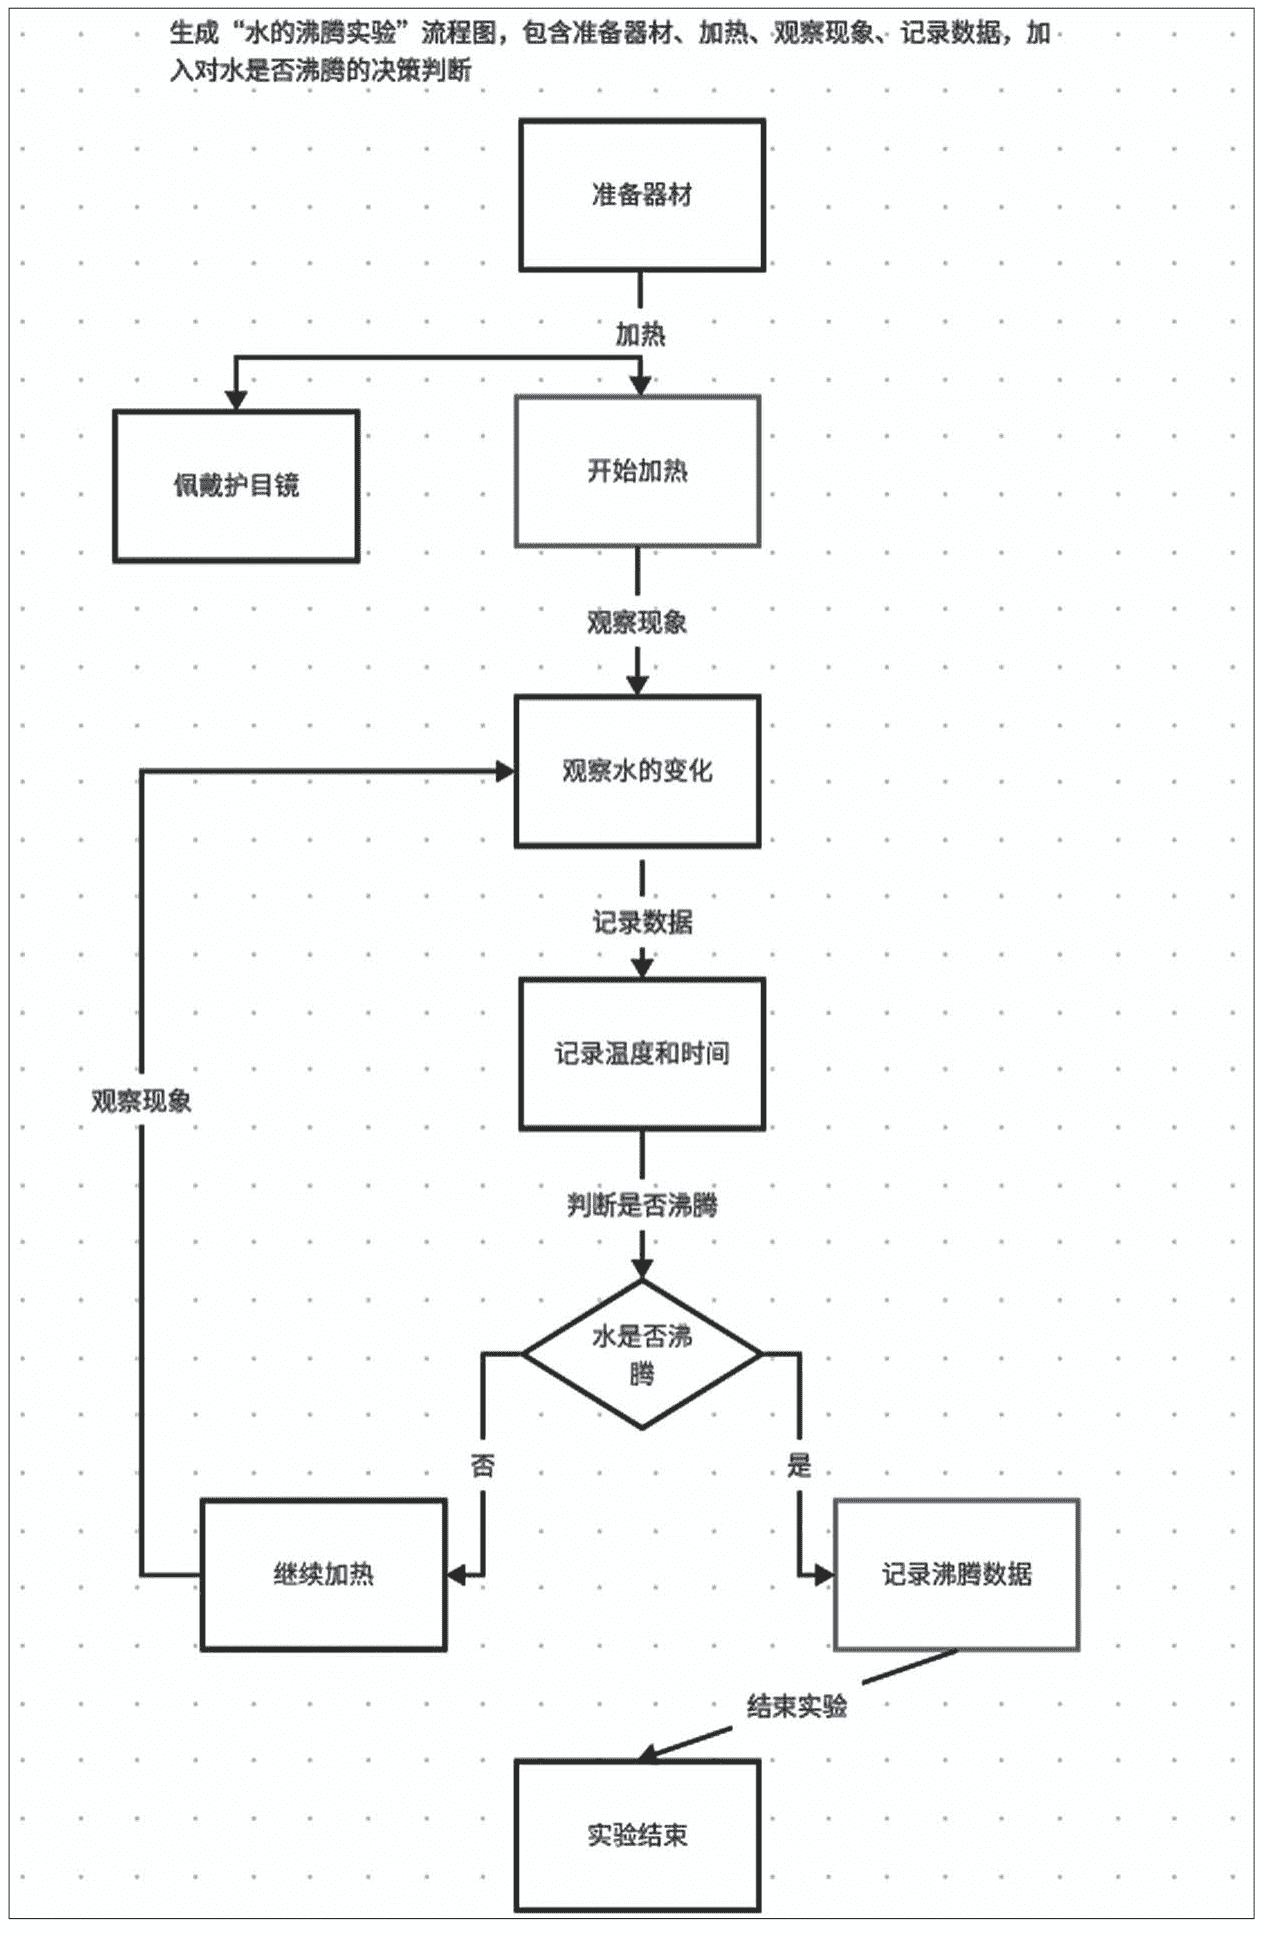 生成“水的沸腾实验”流程图，包含准备器材、加热、观察现象、记录数据，加
入对水是否沸腾的决策判断
准备器材
加热
佩戴护目镜
开始加热
观察现象
观察水的变化
记录数据
记录温度和时间
观察现象
判断是否沸腾
水是否沸
腾
否
是
继续加热
记录沸腾数据
结束实验
实验结束